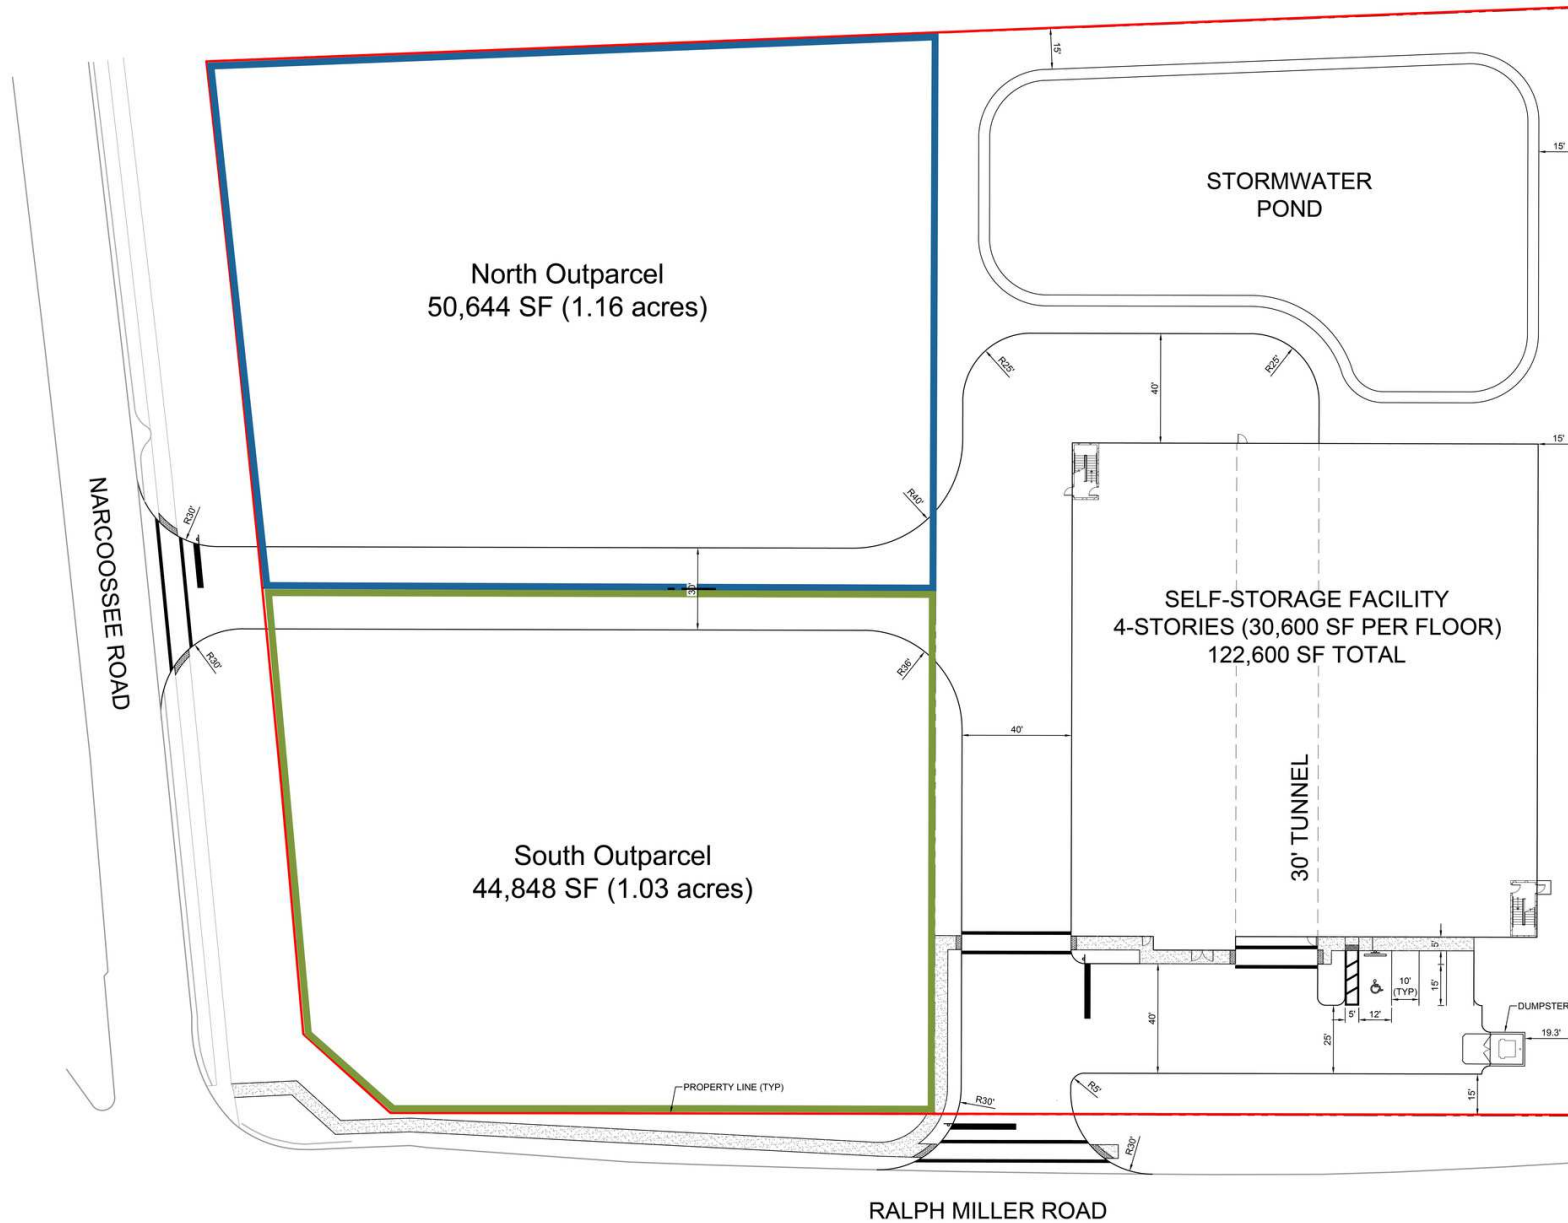 15'
15'
STORMWATER
POND
North Outparcel
50,644 SF (1.16 acres)
R25'
R25'
40'
15'
NARCOOSSEE ROAD
R30'
R40'
30'
R30'
R36'
SELF-STORAGE FACILITY
4-STORIES (30,600 SF PER FLOOR)
122,600 SF TOTAL
40'
30' TUNNEL
South Outparcel
44,848 SF (1.03 acres)
5'
10'
(TYP)
15'
5'
12'
DUMPSTER
40'
25'
19.3'
PROPERTY LINE (TYP)
R30'
R5'
15'
R30'
RALPH MILLER ROAD